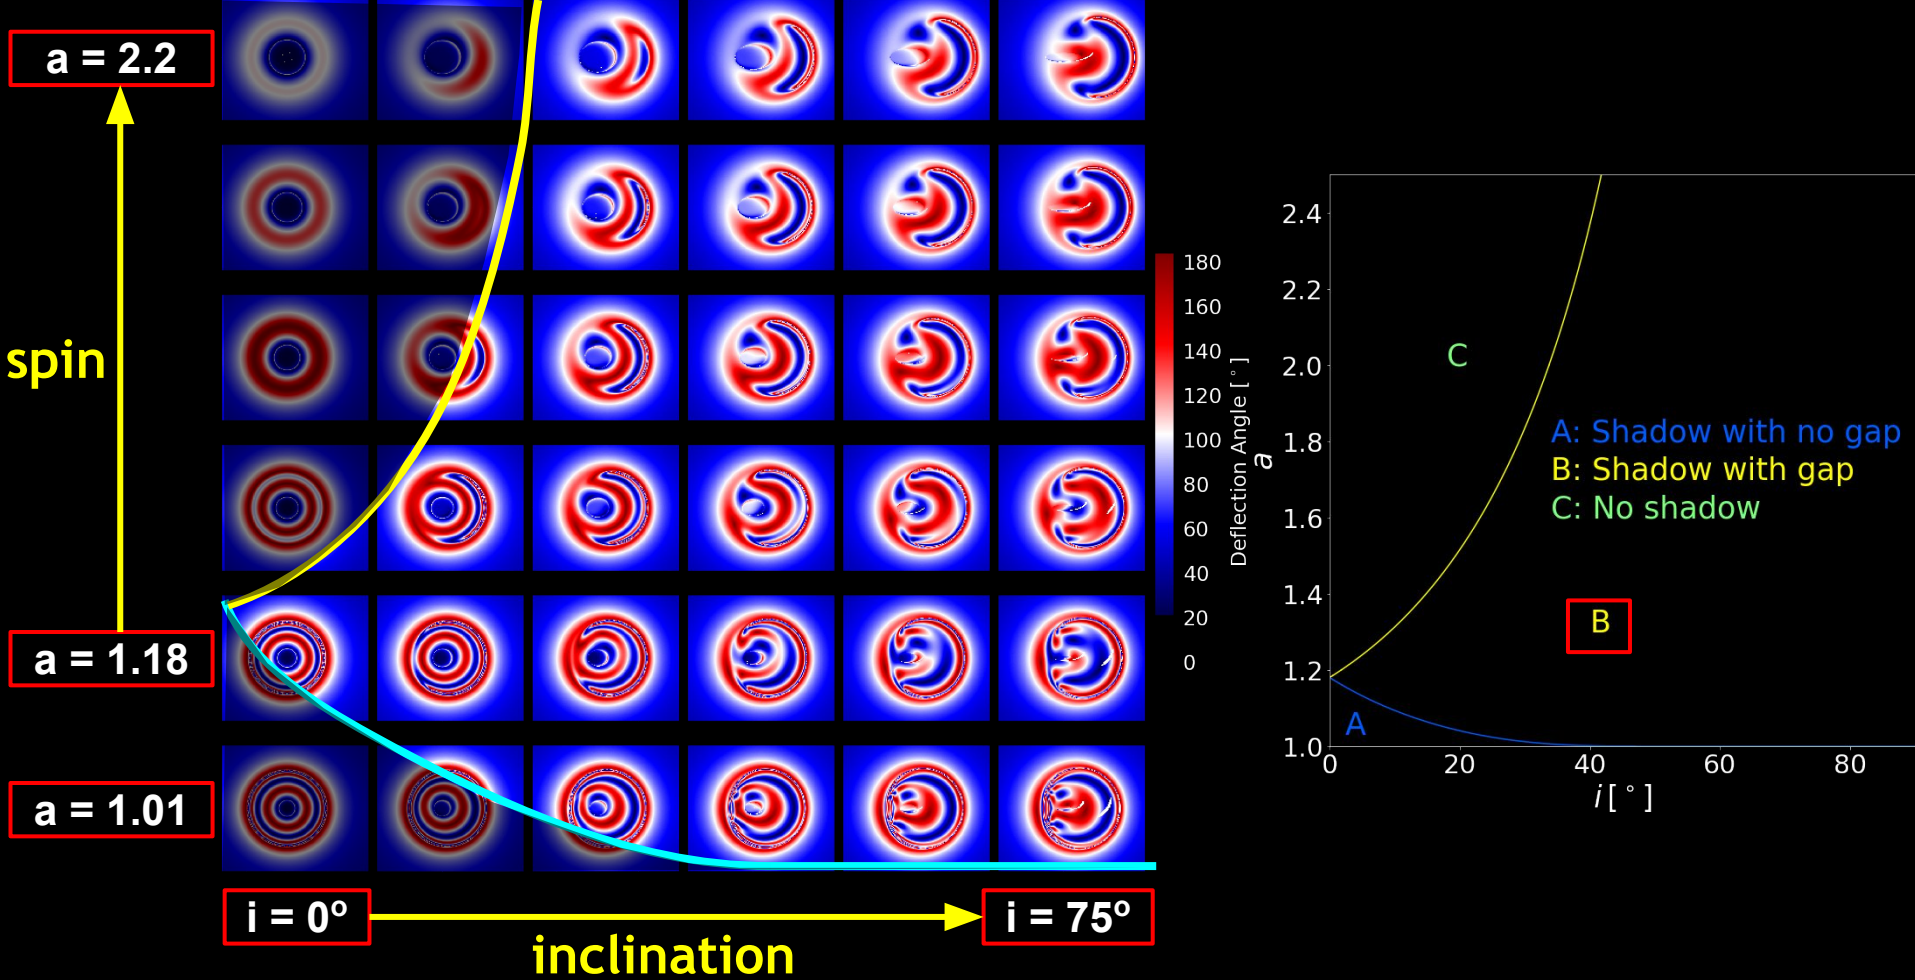 a = 2.2
spin
a = 1.18
a = 1.01
i = 0º
i = 75º
inclination
180
160
140
120
100
80
60
40
20
0
Deflection Angle [°]
a
2.4
2.2
2.0
1.8
1.6
1.4
1.2
1.0
C
A: Shadow with no gap
B: Shadow with gap
C: No shadow
B
A
0
20
40
60
80
i [°]